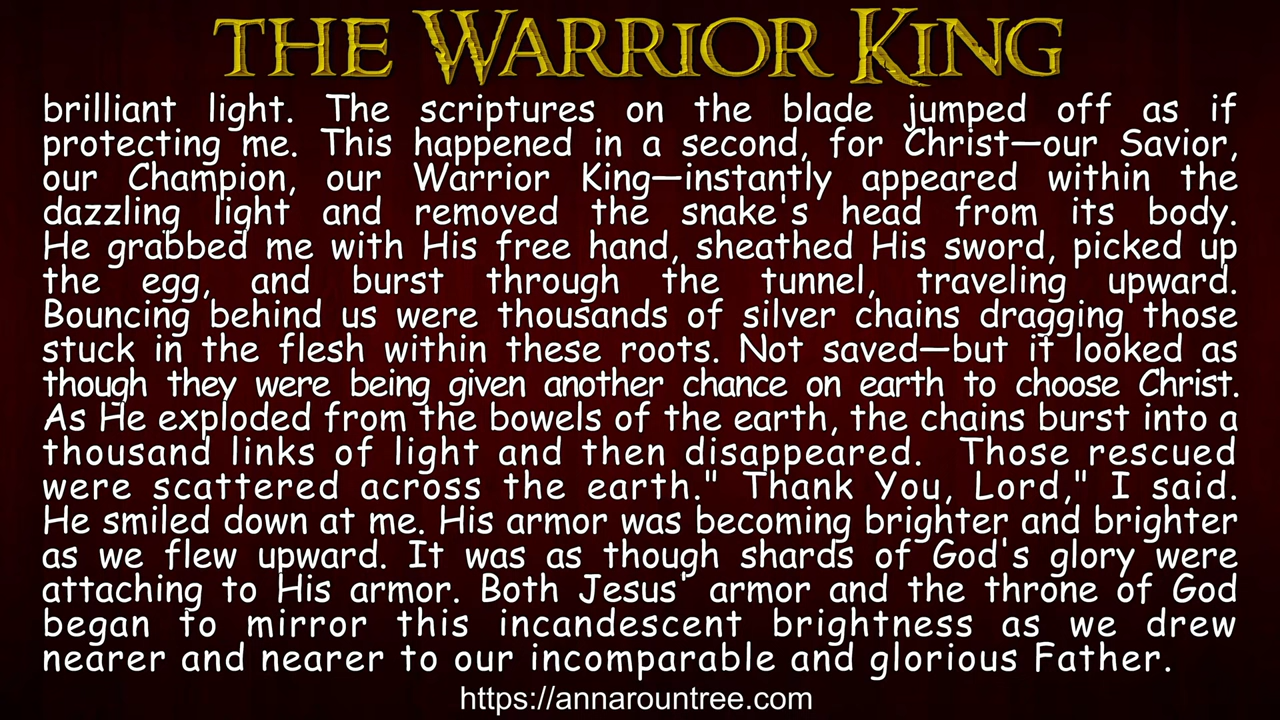 THE WARRIOR KING
brilliant light. The scriptures on the blade jumped off as if
protecting me. This happened in a second, for Christ—our Savior,
our Champion, our Warrior King—instantly appeared within the
dazzling light and removed the snake's head from its body.
He grabbed me with His free hand, sheathed His sword, picked up
the egg, and burst through the tunnel, traveling upward.
Bouncing behind us were thousands of silver chains dragging those
stuck in the flesh within these roots. Not saved—but it looked as
though they were being given another chance on earth to choose Christ.
As He exploded from the bowels of the earth, the chains burst into a
thousand links of light and then disappeared. Those rescued
were scattered across the earth." Thank You, Lord," I said.
He smiled down at me. His armor was becoming brighter and brighter
as we flew upward. It was as though shards of God's glory were
attaching to His armor. Both Jesus' armor and the throne of God
began to mirror this incandescent brightness as we drew
nearer and nearer to our incomparable and glorious Father.
https://annarountree.com